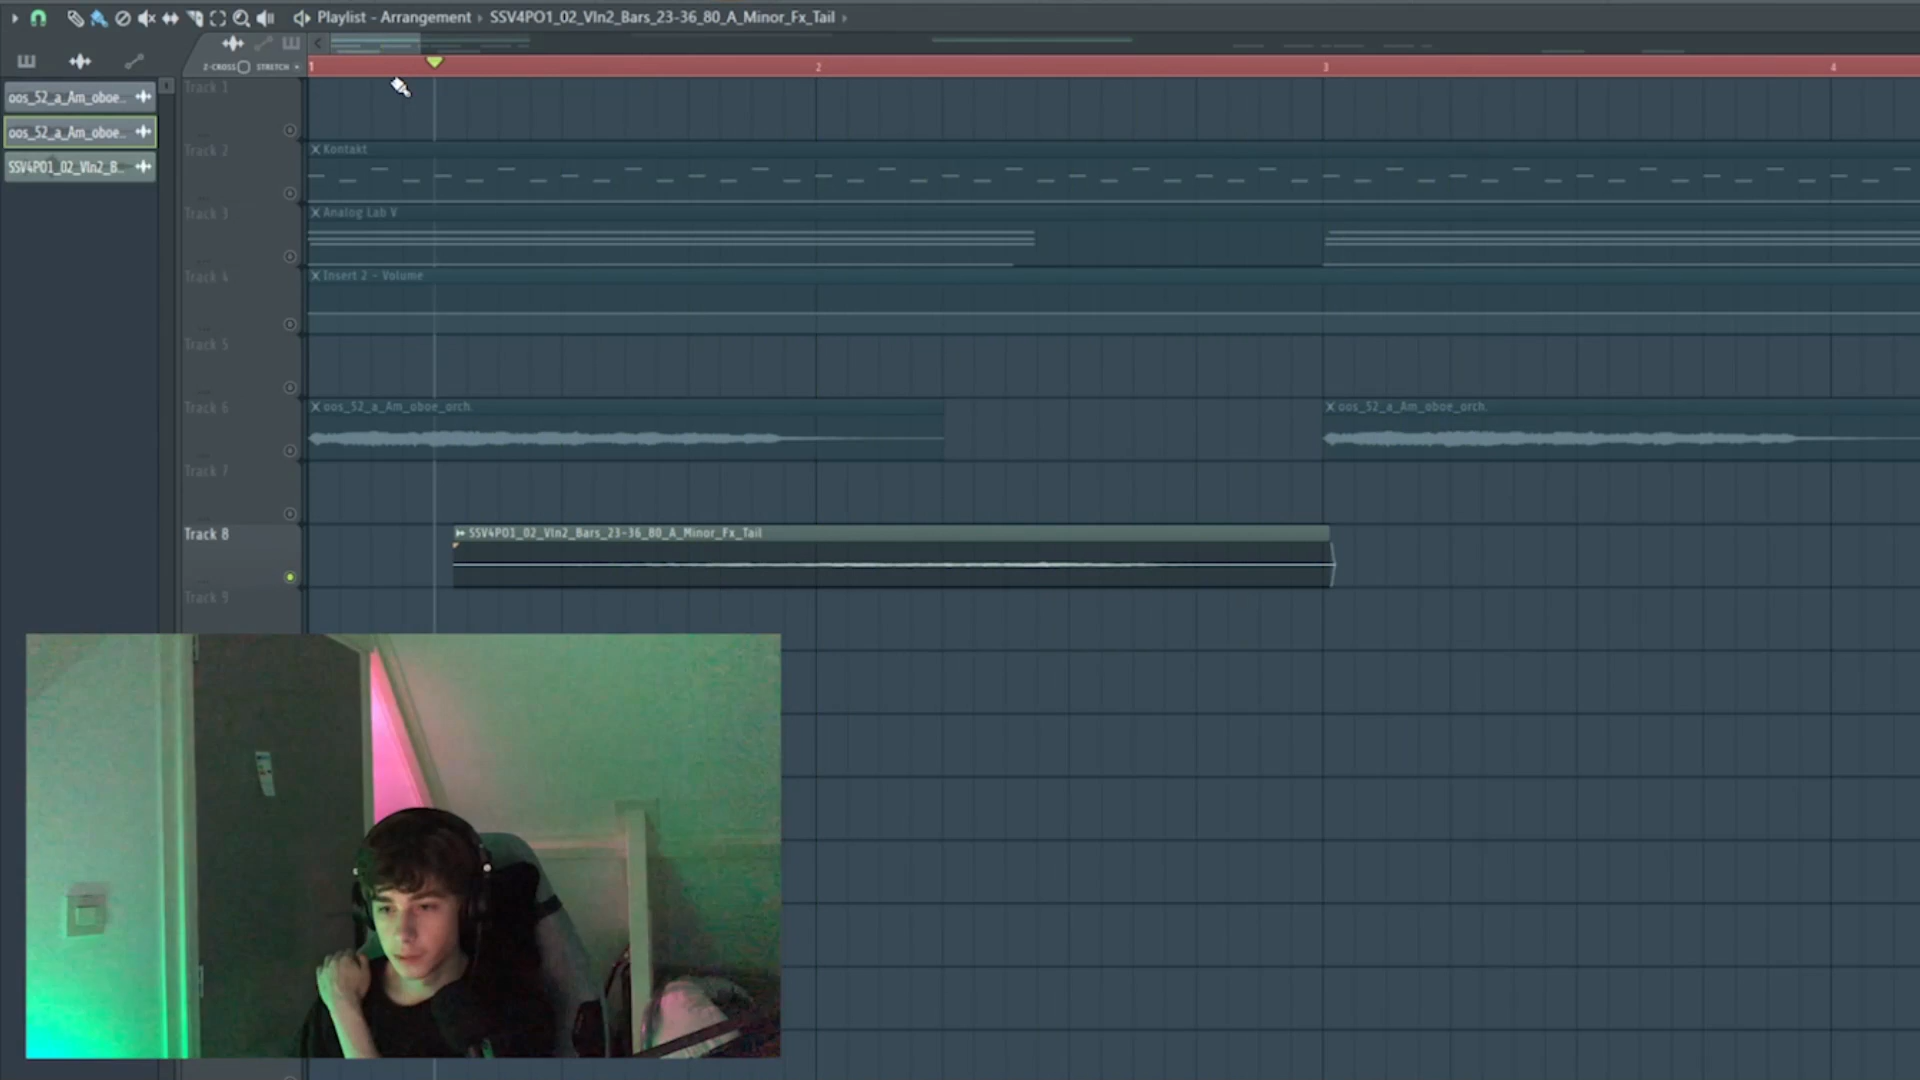 Playlist - Arrangement › SSV4PO1_02_Vln2_Bars_23-36_80_A_Minor_Fx_Tail ›
Z-CROSS STRETCH
1 2 3 4
oos_52_a_Am_oboe..
oos_52_a_Am_oboe..
SSV4PO1_02_Vln2_B..
Track 1
Track 2
Kontakt
Track 3
Analog Lab V
Track 4
Insert 2 - Volume
Track 5
Track 6
oos_52_a_Am_oboe_orch.
oos_52_a_Am_oboe_orch.
Track 7
Track 8
SSV4PO1_02_Vln2_Bars_23-36_80_A_Minor_Fx_Tail
Track 9